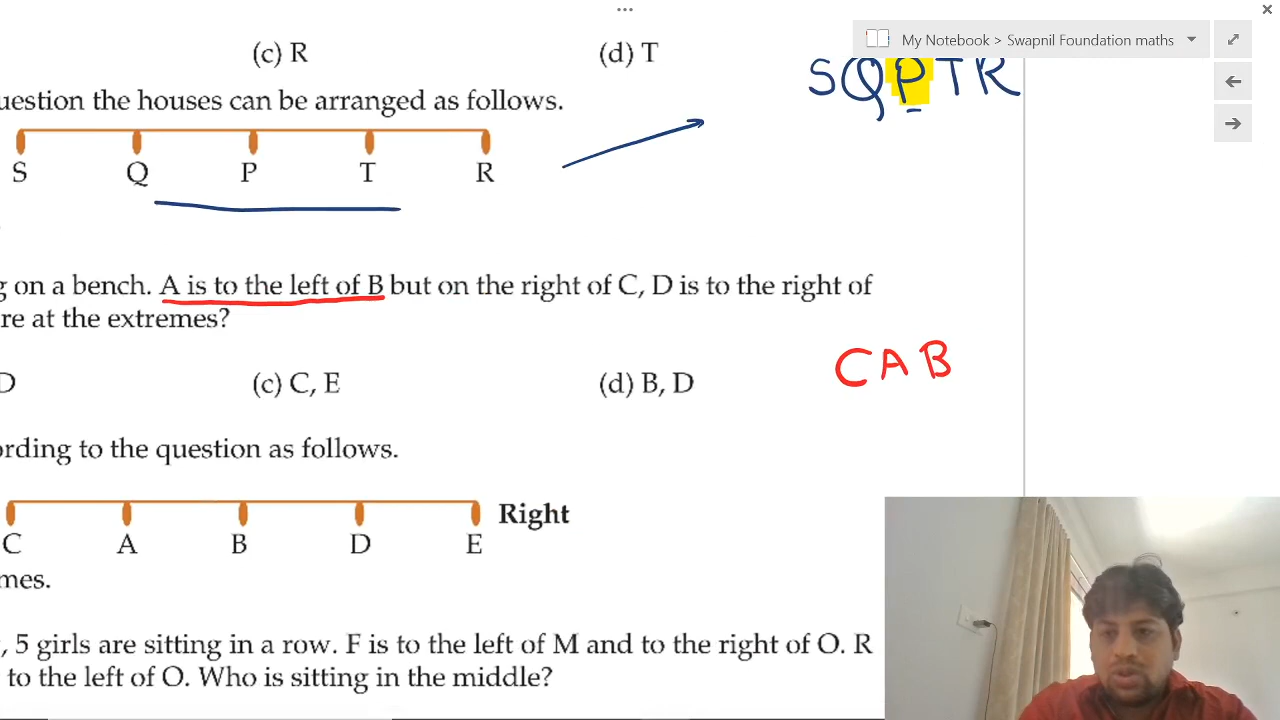 ...
My Notebook > Swapnil Foundation maths
(c) R
(d) T
SQPTR
uestion the houses can be arranged as follows.
S Q P T R
g on a bench. A is to the left of B but on the right of C, D is to the right of
re at the extremes?
CAB
D
(c) C, E
(d) B, D
ording to the question as follows.
Right
C A B D E
mes.
, 5 girls are sitting in a row. F is to the left of M and to the right of O. R
to the left of O. Who is sitting in the middle?